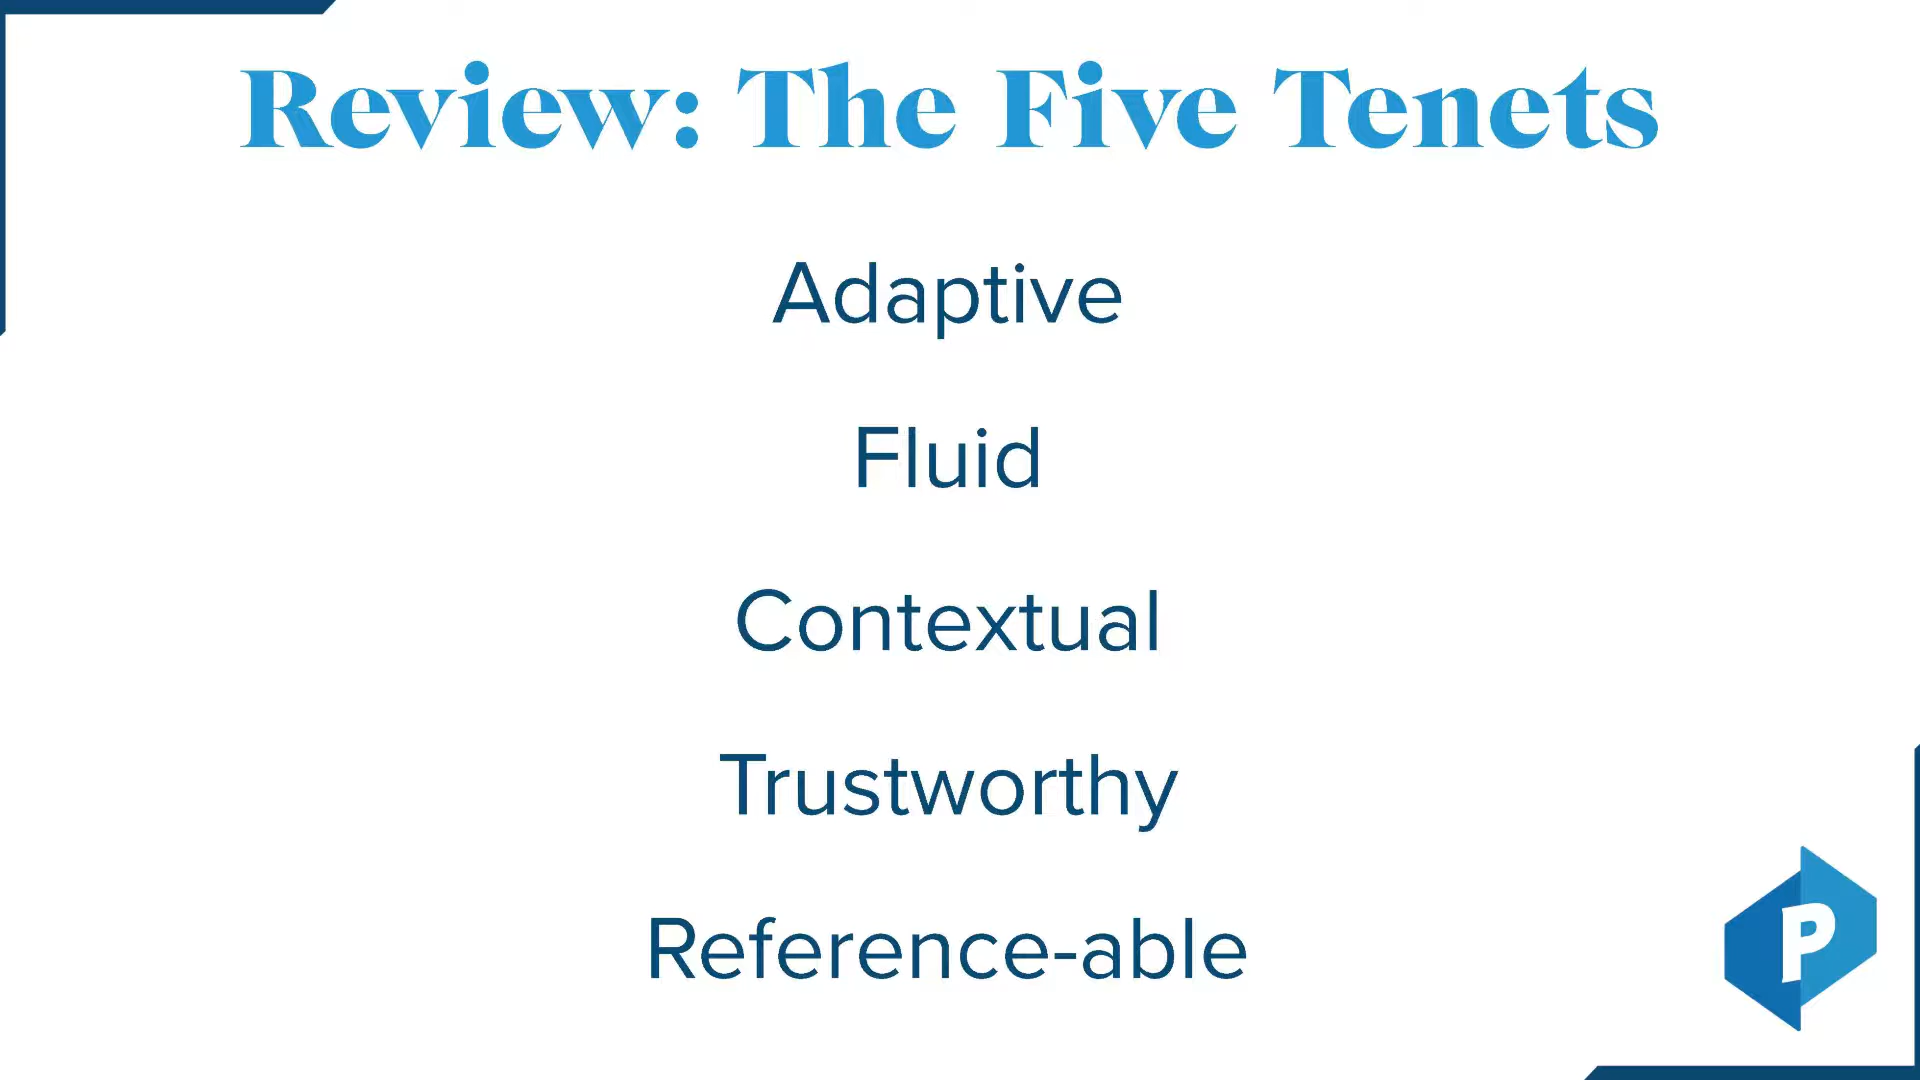 Review: The Five Tenets
Adaptive
Fluid
Contextual
Trustworthy
Reference-able
P